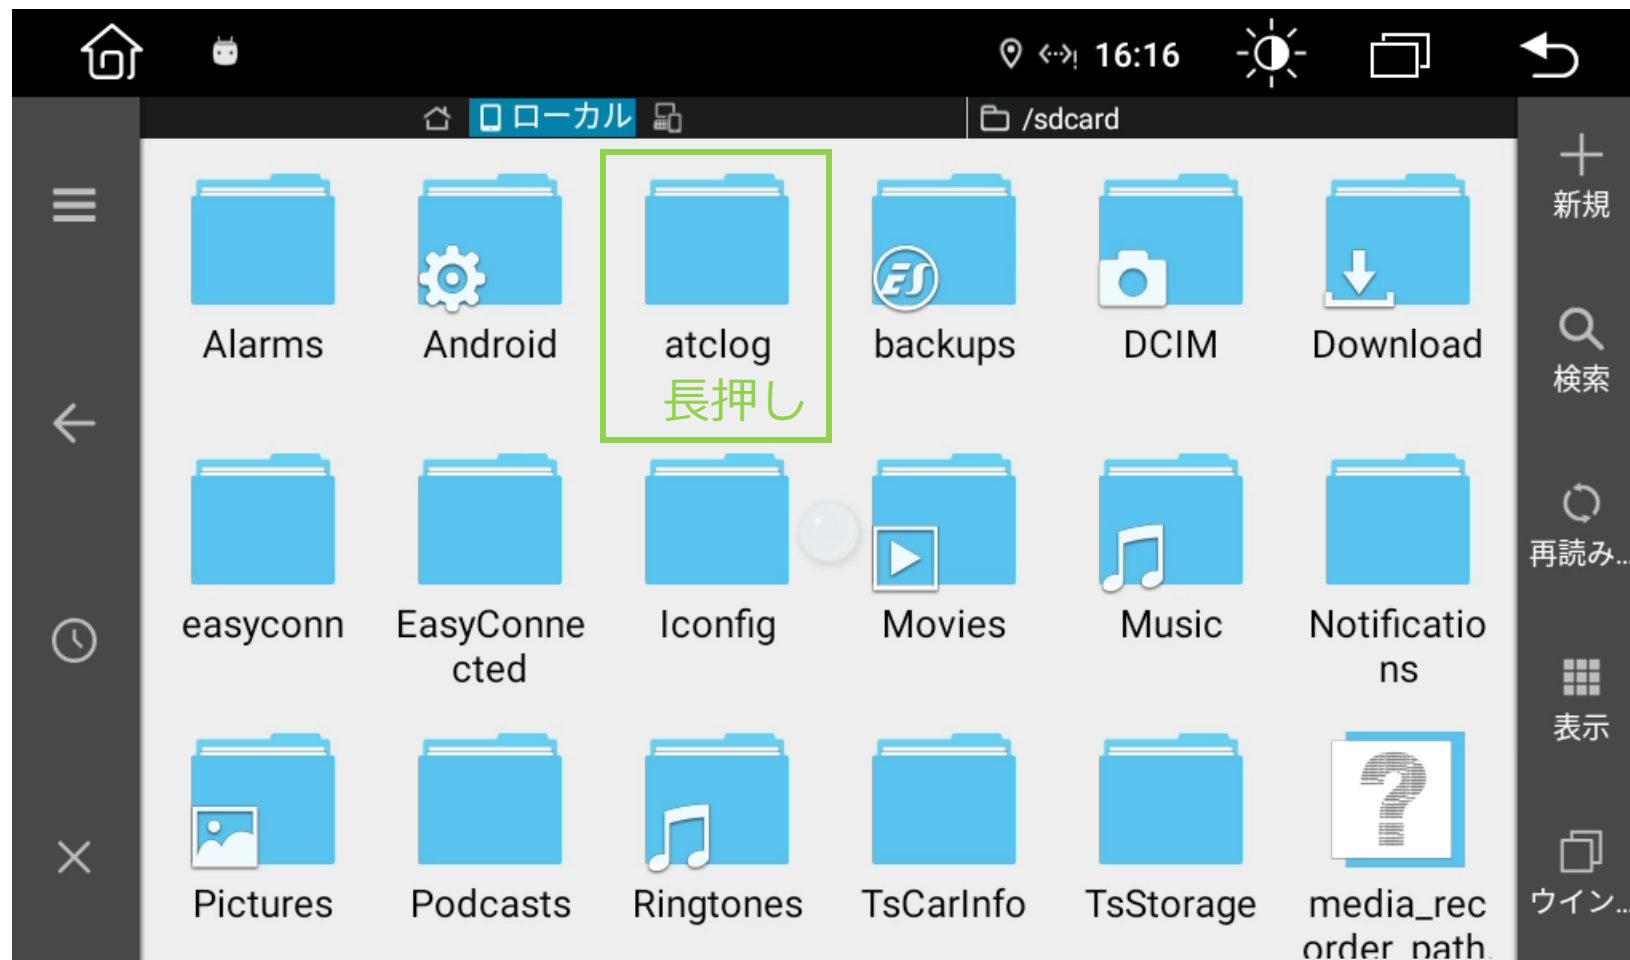 16:16
ローカル
/sdcard
新規
検索
再読み...
表示
ウイン...
Alarms
Android
atclog
長押し
backups
ES
DCIM
Download
easyconn
EasyConne
cted
Iconfig
Movies
Music
Notificatio
ns
Pictures
Podcasts
Ringtones
TsCarInfo
TsStorage
?
media_rec
order_path.